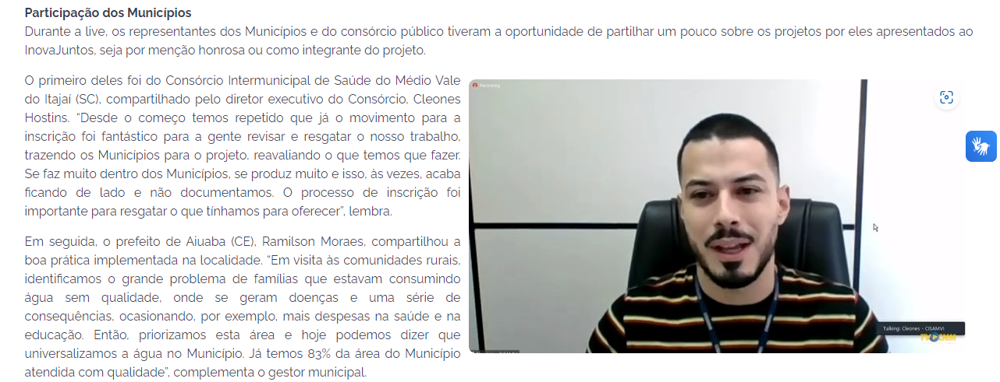 Participação dos Municípios
Durante a live, os representantes dos Municípios e do consórcio público tiveram a oportunidade de partilhar um pouco sobre os projetos por eles apresentados ao
InovaJuntos, seja por menção honrosa ou como integrante do projeto.
O primeiro deles foi do Consórcio Intermunicipal de Saúde do Médio Vale
do Itajaí (SC), compartilhado pelo diretor executivo do Consórcio, Cleones
Hostins. “Desde o começo temos repetido que já o movimento para a
inscrição foi fantástico para a gente revisar e resgatar o nosso trabalho,
trazendo os Municípios para o projeto, reavaliando o que temos que fazer.
Se faz muito dentro dos Municípios, se produz muito e isso, às vezes, acaba
ficando de lado e não documentamos. O processo de inscrição foi
importante para resgatar o que tínhamos para oferecer”, lembra.
Em seguida, o prefeito de Aiuaba (CE), Ramilson Moraes, compartilhou a
boa prática implementada na localidade. “Em visita às comunidades rurais,
identificamos o grande problema de famílias que estavam consumindo
água sem qualidade, onde se geram doenças e uma série de
consequências, ocasionando, por exemplo, mais despesas na saúde e na
educação. Então, priorizamos esta área e hoje podemos dizer que
universalizamos a água no Município. Já temos 83% da área do Município
atendida com qualidade”, complementa o gestor municipal.
Recording
Talking: Cleones - CISAMVI